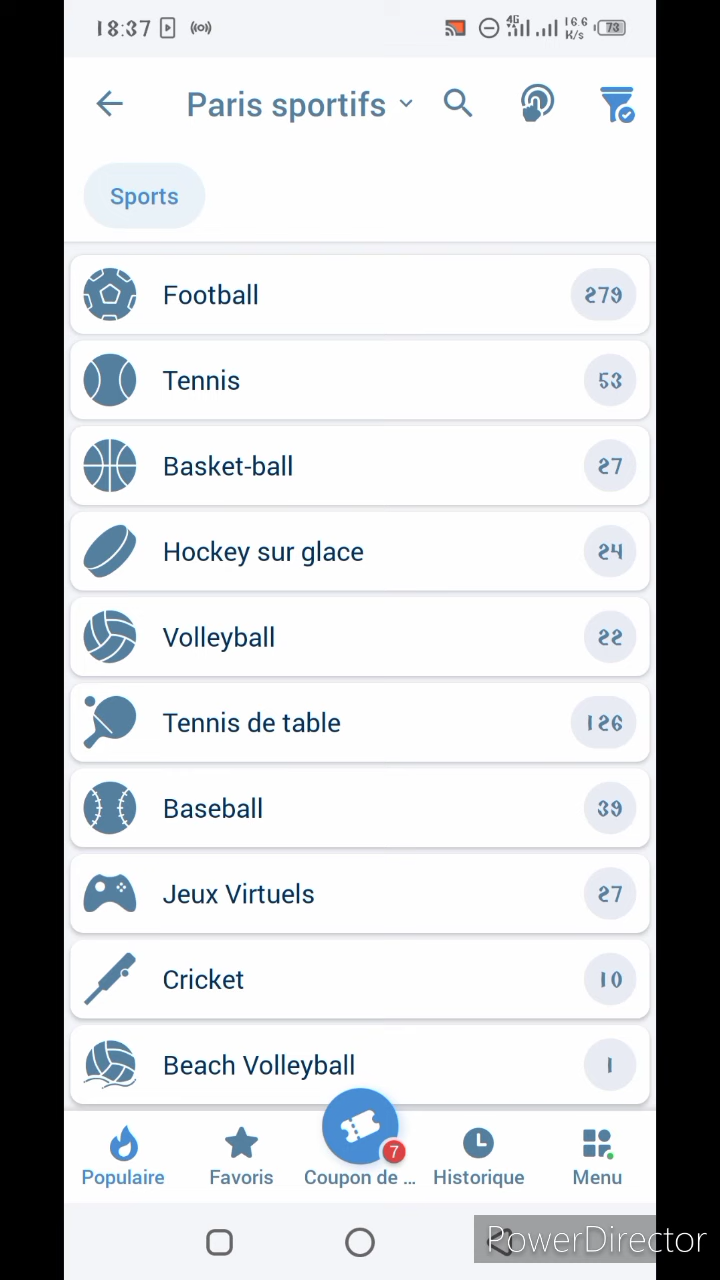 18:37
4G
16.6
K/s
73
Paris sportifs
Sports
Football 279
Tennis 53
Basket-ball 27
Hockey sur glace 24
Volleyball 22
Tennis de table 126
Baseball 39
Jeux Virtuels 27
Cricket 10
Beach Volleyball 1
7
Populaire Favoris Coupon de ... Historique Menu
PowerDirector